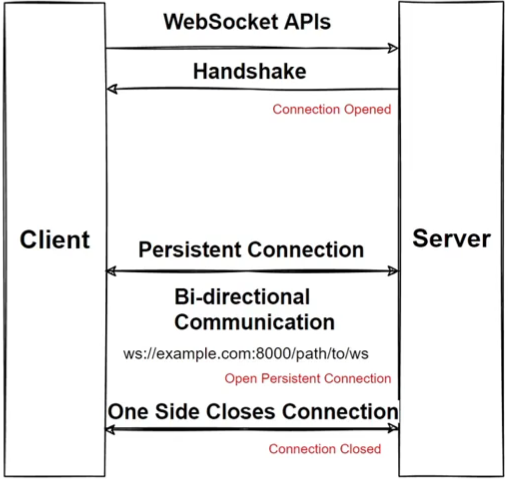 WebSocket APIs
Handshake
Connection Opened
Client
Server
Persistent Connection
Bi-directional
Communication
ws://example.com:8000/path/to/ws
Open Persistent Connection
One Side Closes Connection
Connection Closed